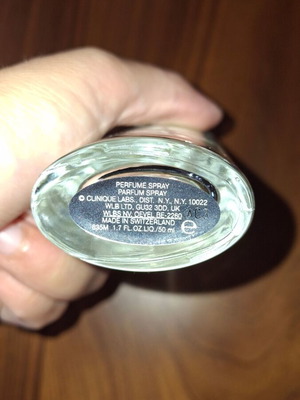 PERFUME SPRAY
PARFUM SPRAY
© CLINIQUE LABS., DIST. N.Y., N.Y. 10022
WLB LTD, GU32 3DD, UK
WLBS NV, OEVEL BE-2260
MADE IN SWITZERLAND
1.7 FL.OZ.LIQ./50 ml e